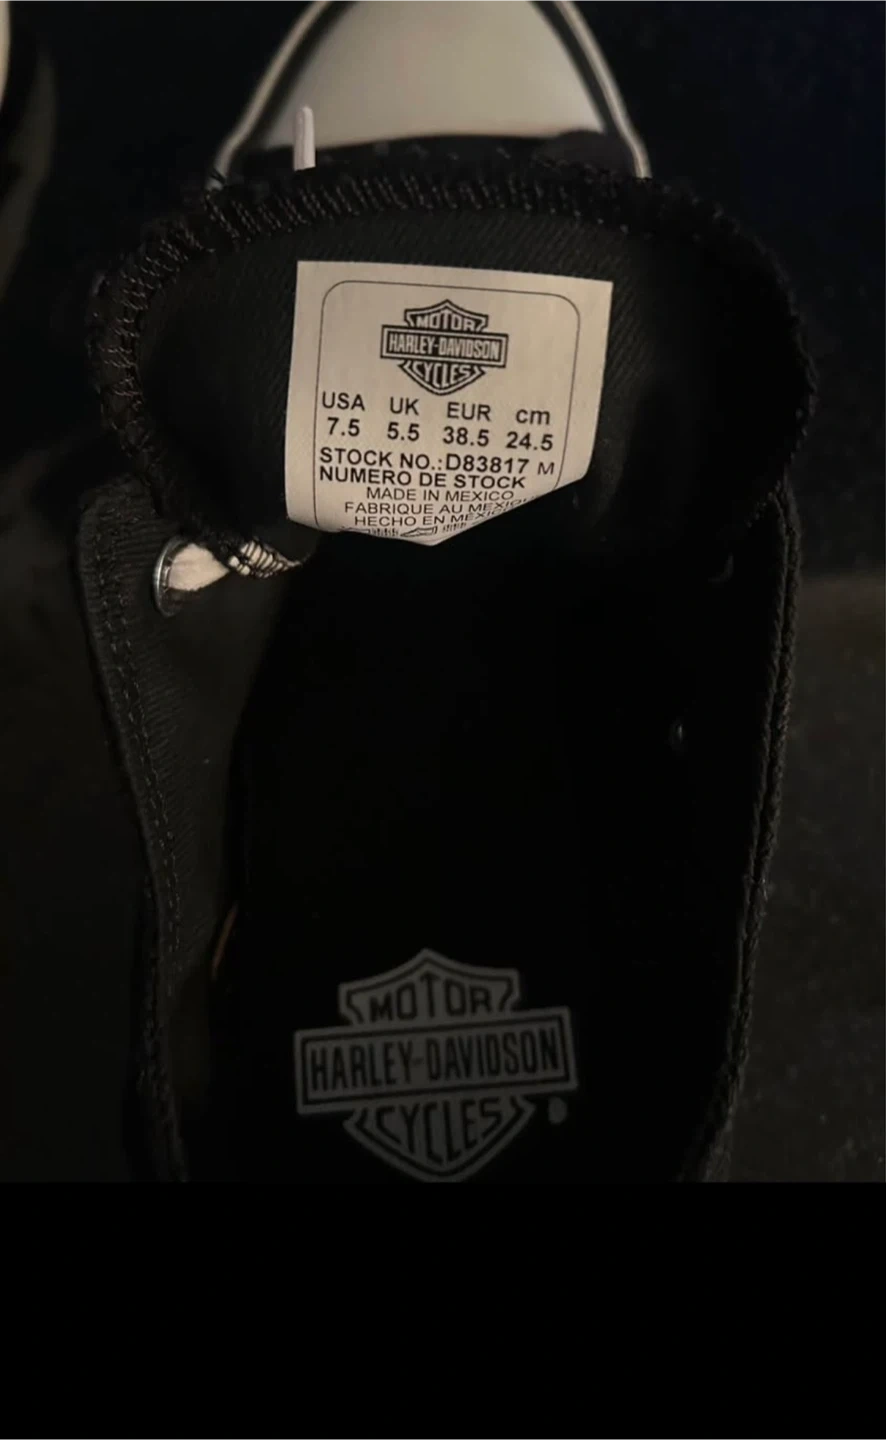 MOTOR
HARLEY-DAVIDSON
CYCLES
USA UK EUR cm
7.5 5.5 38.5 24.5
STOCK NO.:D83817 M
NUMERO DE STOCK
MADE IN MEXICO
FABRIQUE AU MEXIQUE
HECHO EN MEXICO
MOTOR
HARLEY-DAVIDSON
CYCLES